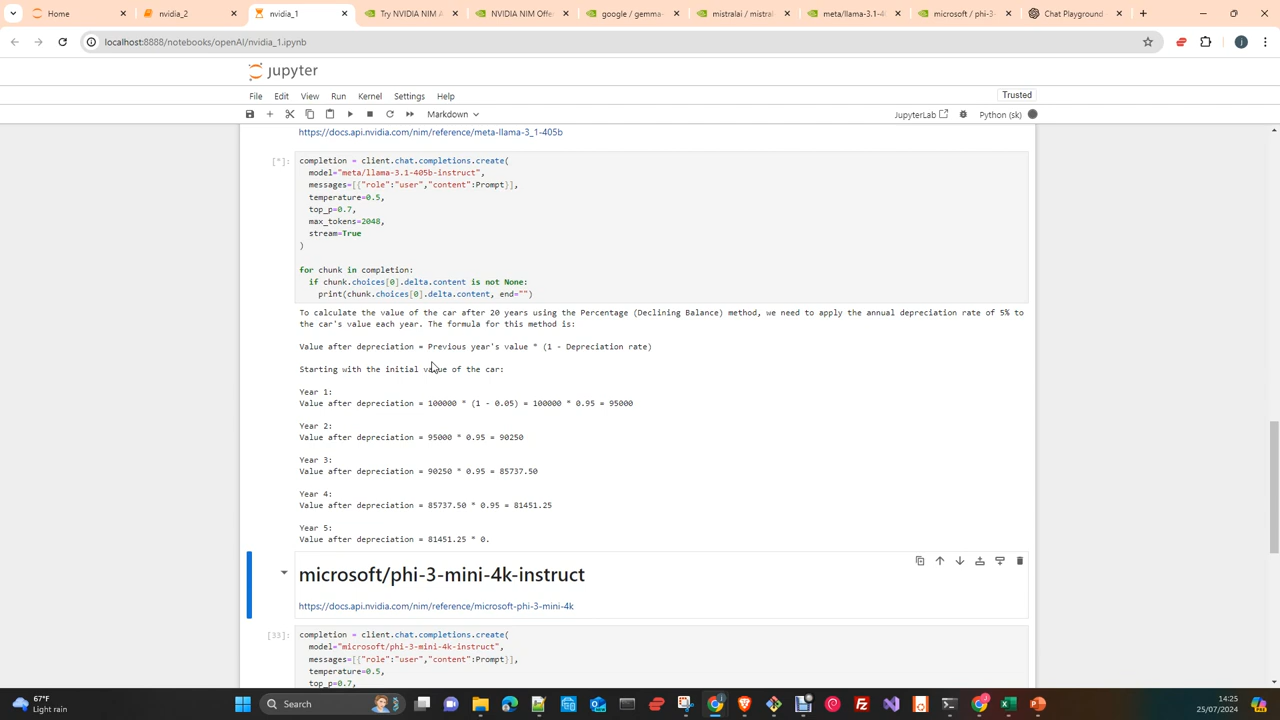 nvidia_2
nvidia_1
Try NVIDIA NIM A
NVIDIA NIM Offe
google / gemma-
mistralai / mistral
meta/llama-3.1-4
microsoft / phi-3-
Chat Playground
Home
localhost:8888/notebooks/openAI/nvidia_1.ipynb
jupyter
File Edit View Run Kernel Settings Help
Trusted
Markdown
JupyterLab
Python (sk)
https://docs.api.nvidia.com/nim/reference/meta-llama-3_1-405b
[*]:
completion = client.chat.completions.create(
model="meta/llama-3.1-405b-instruct",
messages=[{"role":"user","content":Prompt}],
temperature=0.5,
top_p=0.7,
max_tokens=2048,
stream=True
)
for chunk in completion:
if chunk.choices[0].delta.content is not None:
print(chunk.choices[0].delta.content, end="")
To calculate the value of the car after 20 years using the Percentage (Declining Balance) method, we need to apply the annual depreciation rate of 5% to
the car's value each year. The formula for this method is:
Value after depreciation = Previous year's value * (1 - Depreciation rate)
Starting with the initial value of the car:
Year 1:
Value after depreciation = 100000 * (1 - 0.05) = 100000 * 0.95 = 95000
Year 2:
Value after depreciation = 95000 * 0.95 = 90250
Year 3:
Value after depreciation = 90250 * 0.95 = 85737.50
Year 4:
Value after depreciation = 85737.50 * 0.95 = 81451.25
Year 5:
Value after depreciation = 81451.25 * 0.
microsoft/phi-3-mini-4k-instruct
https://docs.api.nvidia.com/nim/reference/microsoft-phi-3-mini-4k
[33]:
completion = client.chat.completions.create(
model="microsoft/phi-3-mini-4k-instruct",
messages=[{"role":"user","content":Prompt}],
temperature=0.5,
top_p=0.7,
67°F
Light rain
Search
14:25
25/07/2024